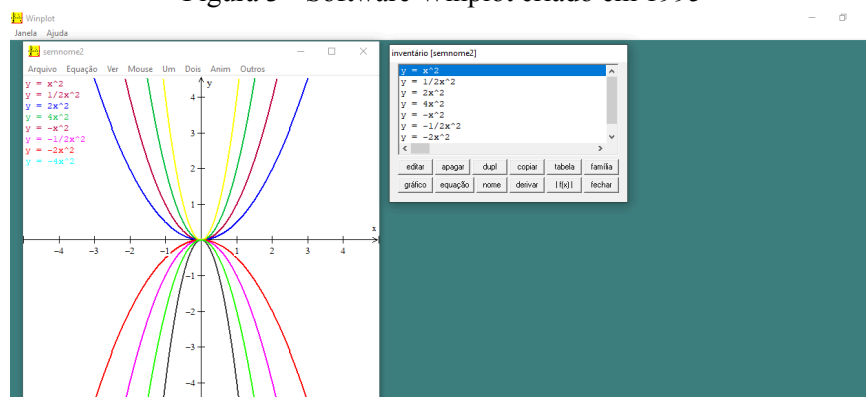 Figura 3 - Software Winplot criado em 1995
Winplot
Janela Ajuda
semnome2
Arquivo Equação Ver Mouse Um Dois Anim Outros
y = x^2
y = 1/2x^2
y = 2x^2
y = 4x^2
y = -x^2
y = -1/2x^2
y = -2x^2
y = -4x^2
y
4
3
2
1
x
-4 -3 -2 -1 1 2 3 4
-1
-2
-3
-4
inventário [semnome2]
y = x^2
y = 1/2x^2
y = 2x^2
y = 4x^2
y = -x^2
y = -1/2x^2
y = -2x^2
editar apagar dupl copiar tabela família
gráfico equação nome derivar |f(x)| fechar